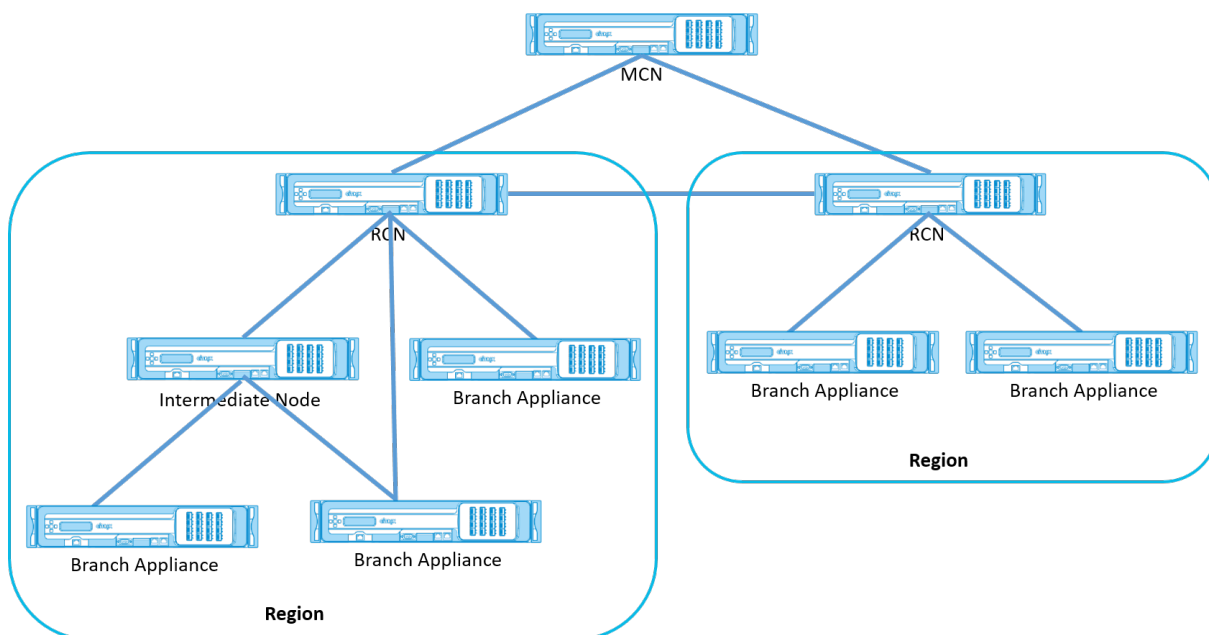 MCN
RCN
RCN
Intermediate Node
Branch Appliance
Branch Appliance
Branch Appliance
Branch Appliance
Branch Appliance
Region
Region